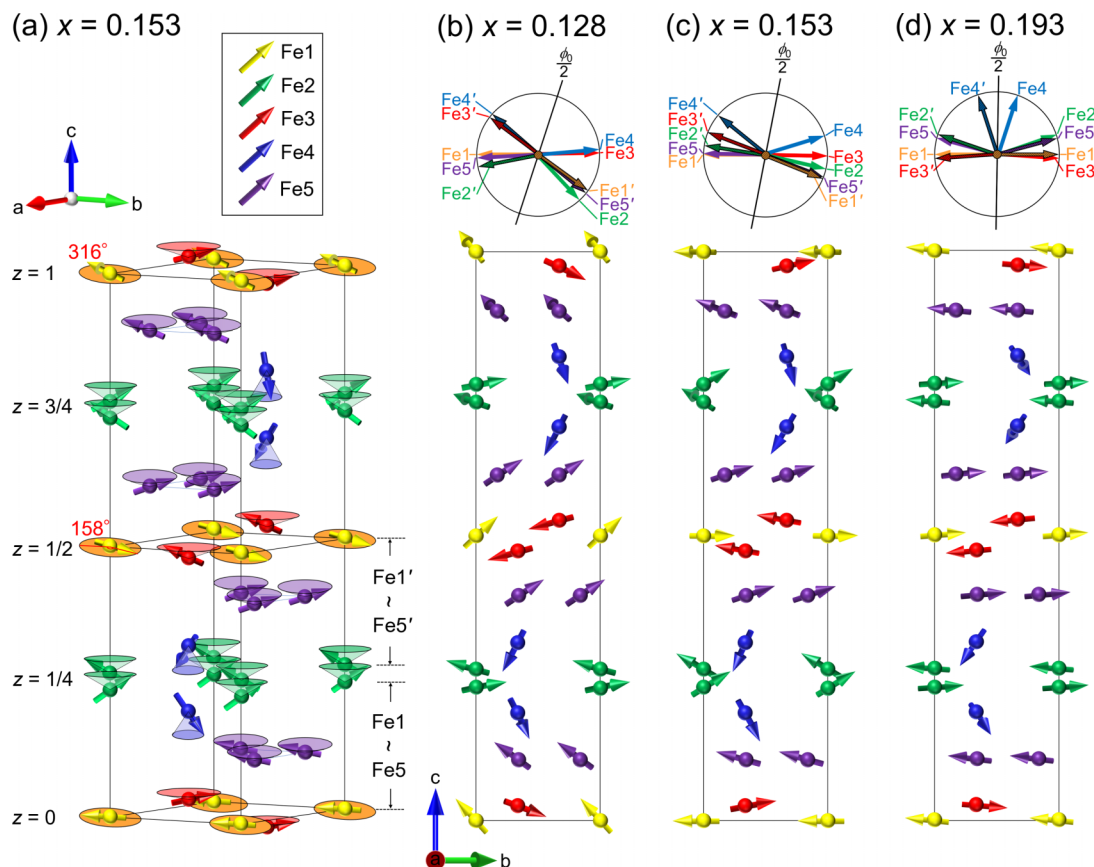 (a) x = 0.153
Fe1
Fe2
Fe3
Fe4
Fe5
c
a
b
316°
z = 1
z = 3/4
158°
z = 1/2
z = 1/4
z = 0
Fe1′
~
Fe5′
Fe1
~
Fe5
(b) x = 0.128
ϕ0
2
Fe4′
Fe3′
Fe1
Fe5
Fe2′
Fe4
Fe3
Fe1′
Fe5′
Fe2
c
a
b
(c) x = 0.153
ϕ0
2
Fe4′
Fe3′
Fe2′
Fe5
Fe1
Fe4
Fe3
Fe2
Fe5′
Fe1′
(d) x = 0.193
ϕ0
2
Fe4′
Fe4
Fe2′
Fe5
Fe1
Fe3′
Fe2
Fe5′
Fe1′
Fe3